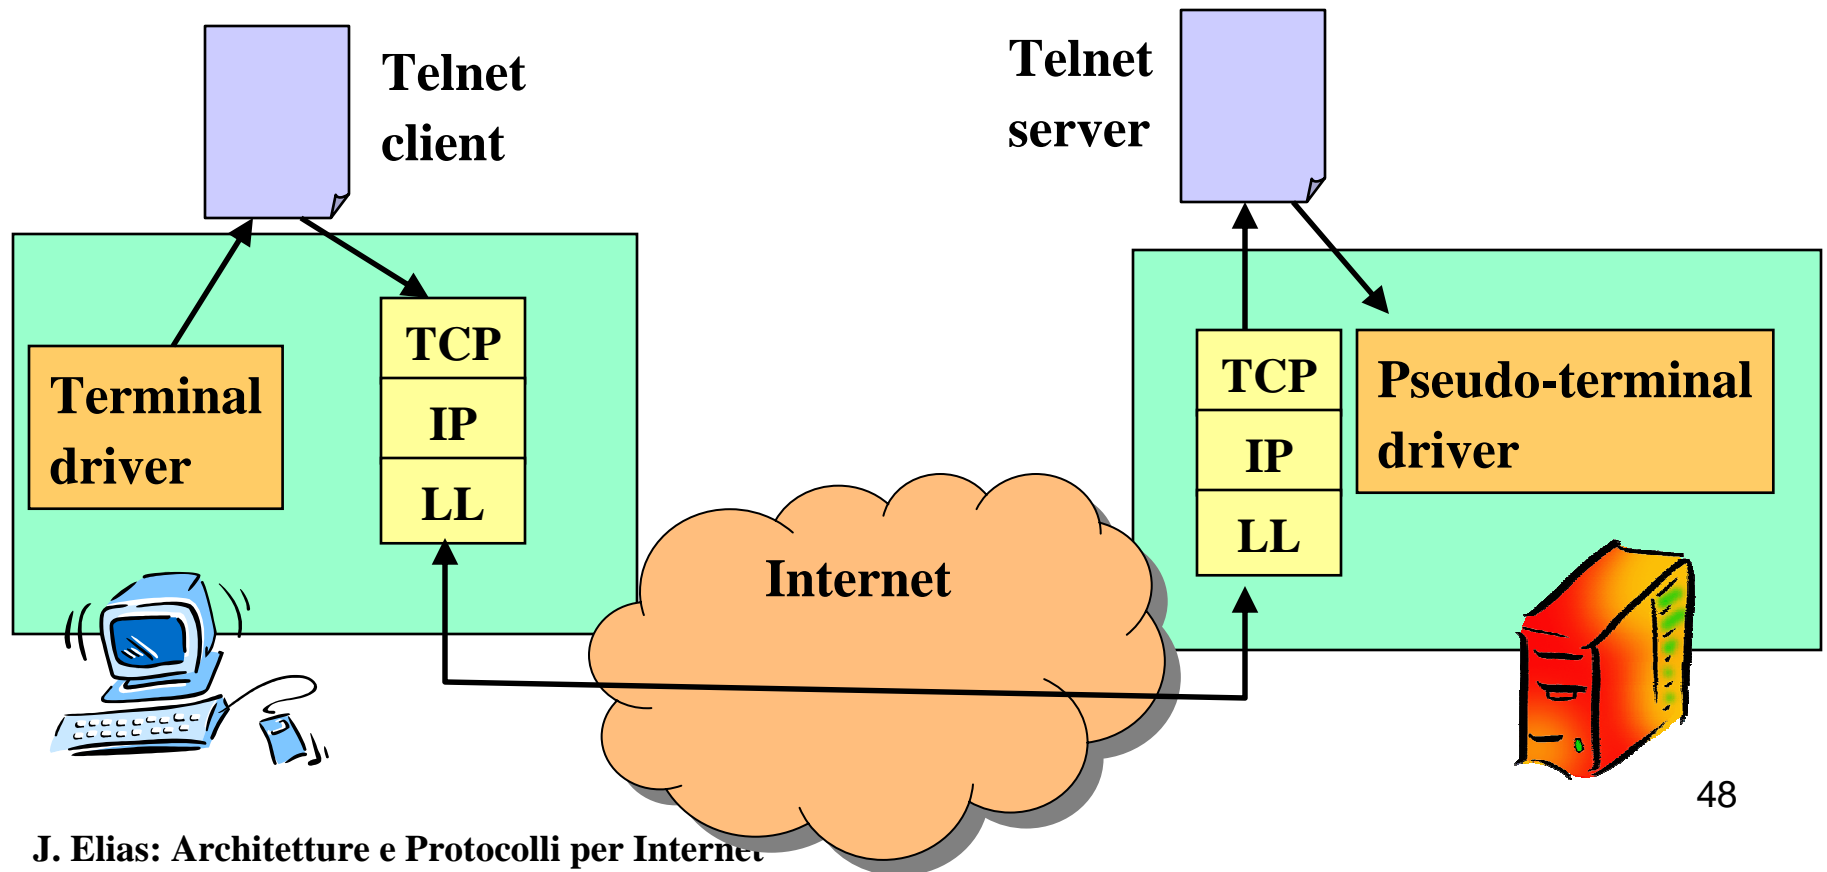 Telnet
client
Telnet
server
Terminal
driver
TCP
IP
LL
Internet
TCP
IP
LL
Pseudo-terminal
driver
48
J. Elias: Architetture e Protocolli per Internet